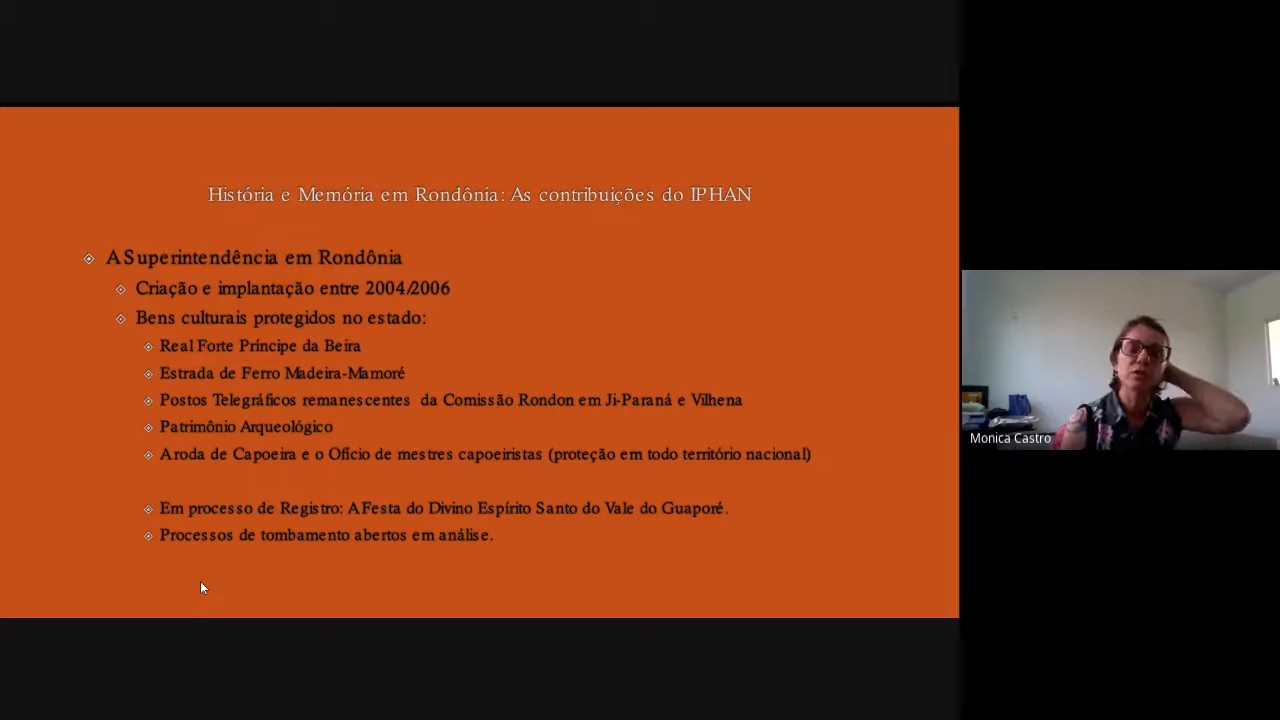 História e Memória em Rondônia: As contribuições do IPHAN
A Superintendência em Rondônia
Criação e implantação entre 2004/2006
Bens culturais protegidos no estado:
Real Forte Príncipe da Beira
Estrada de Ferro Madeira-Mamoré
Postos Telegráficos remanescentes da Comissão Rondon em Ji-Paraná e Vilhena
Patrimônio Arqueológico
A roda de Capoeira e o Ofício de mestres capoeiristas (proteção em todo território nacional)
Em processo de Registro: A Festa do Divino Espírito Santo do Vale do Guaporé.
Processos de tombamento abertos em análise.
Monica Castro